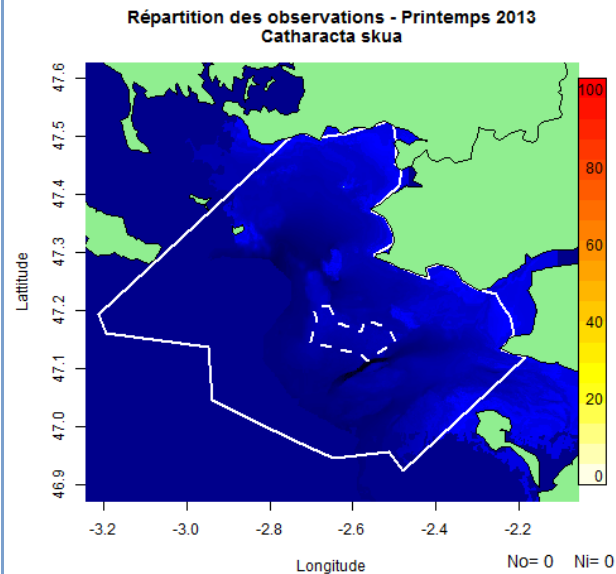 Répartition des observations - Printemps 2013
Catharacta skua
47.6
47.5
47.4
47.3
47.2
47.1
47.0
46.9
Lattitude
-3.2 -3.0 -2.8 -2.6 -2.4 -2.2
Longitude
100
80
60
40
20
0
No= 0 Ni= 0